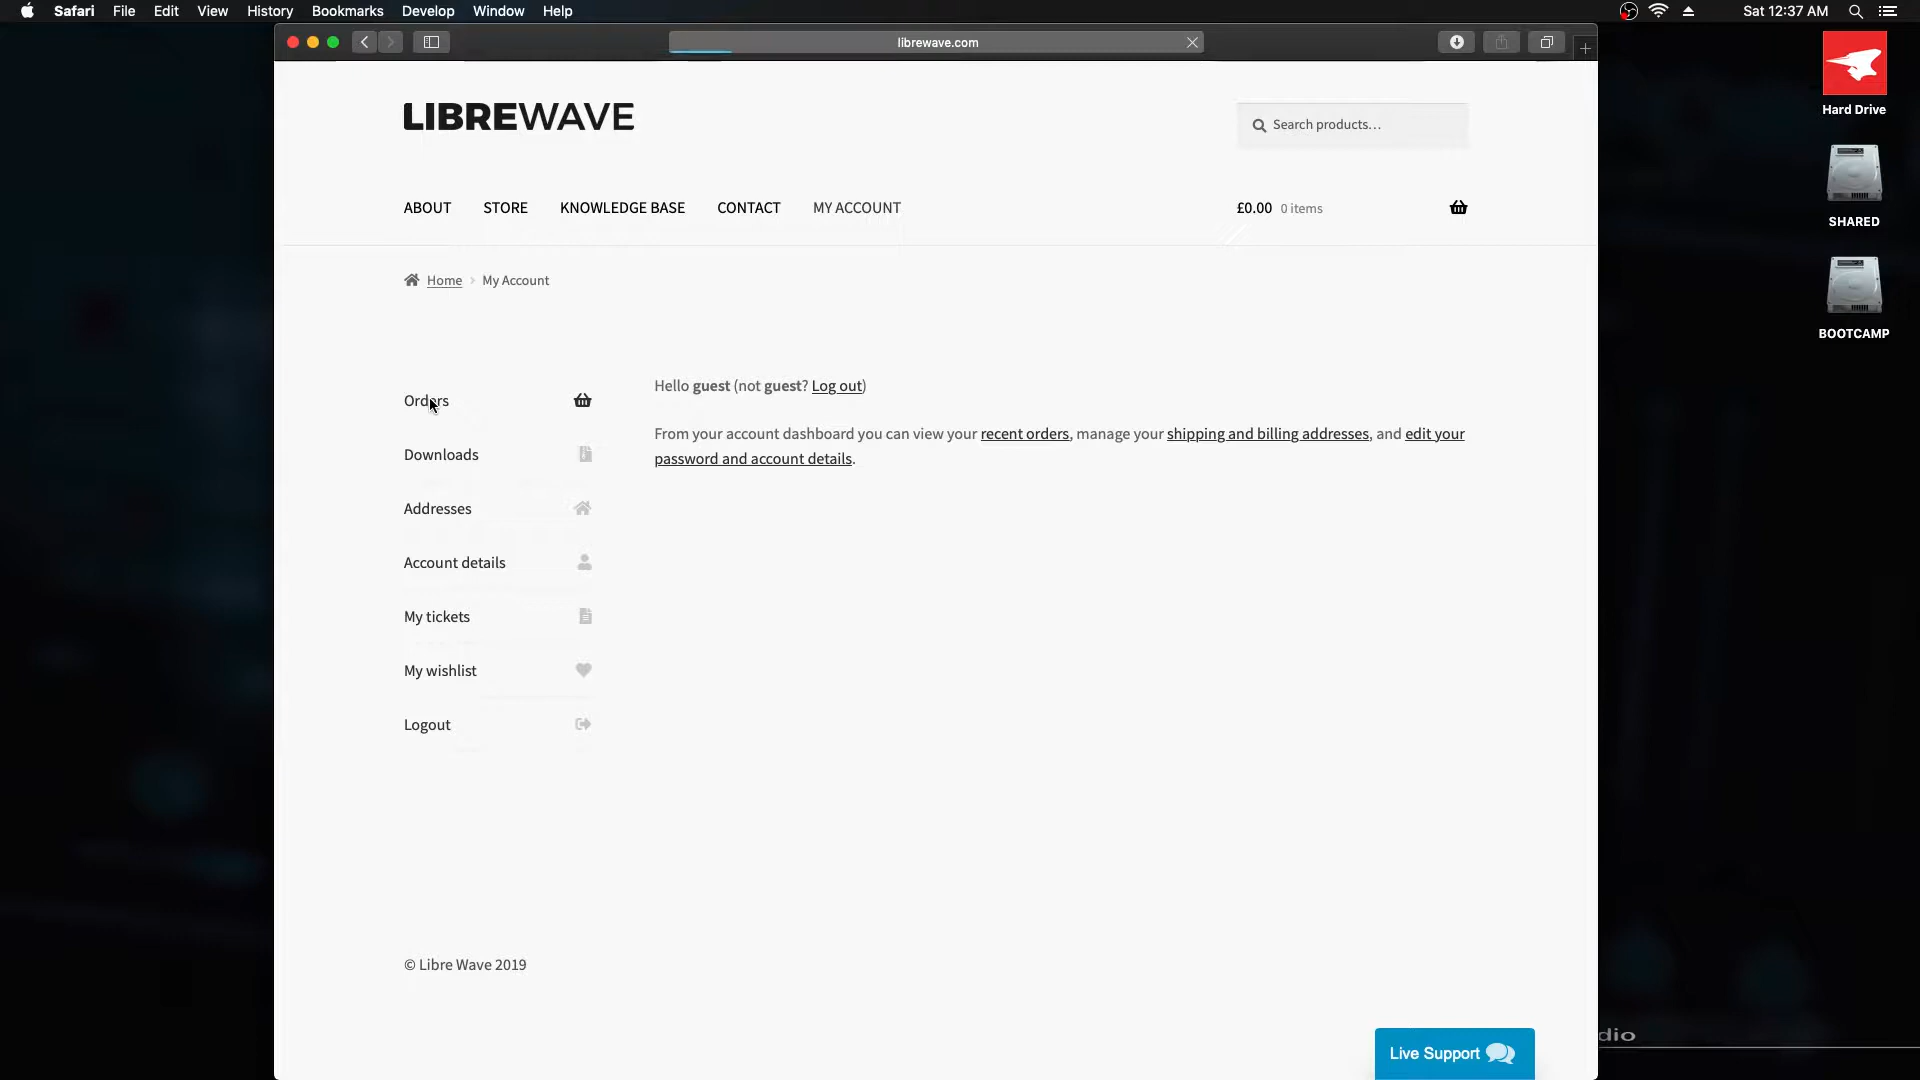 Safari File Edit View History Bookmarks Develop Window Help Sat 12:37 AM
librewave.com
Hard Drive
LIBREWAVE
Search products…
ABOUT STORE KNOWLEDGE BASE CONTACT MY ACCOUNT £0.00 0 items
SHARED
Home My Account
BOOTCAMP
Hello guest (not guest? Log out)
From your account dashboard you can view your recent orders, manage your shipping and billing addresses, and edit your
password and account details.
Orders
Downloads
Addresses
Account details
My tickets
My wishlist
Logout
© Libre Wave 2019
dio
Live Support